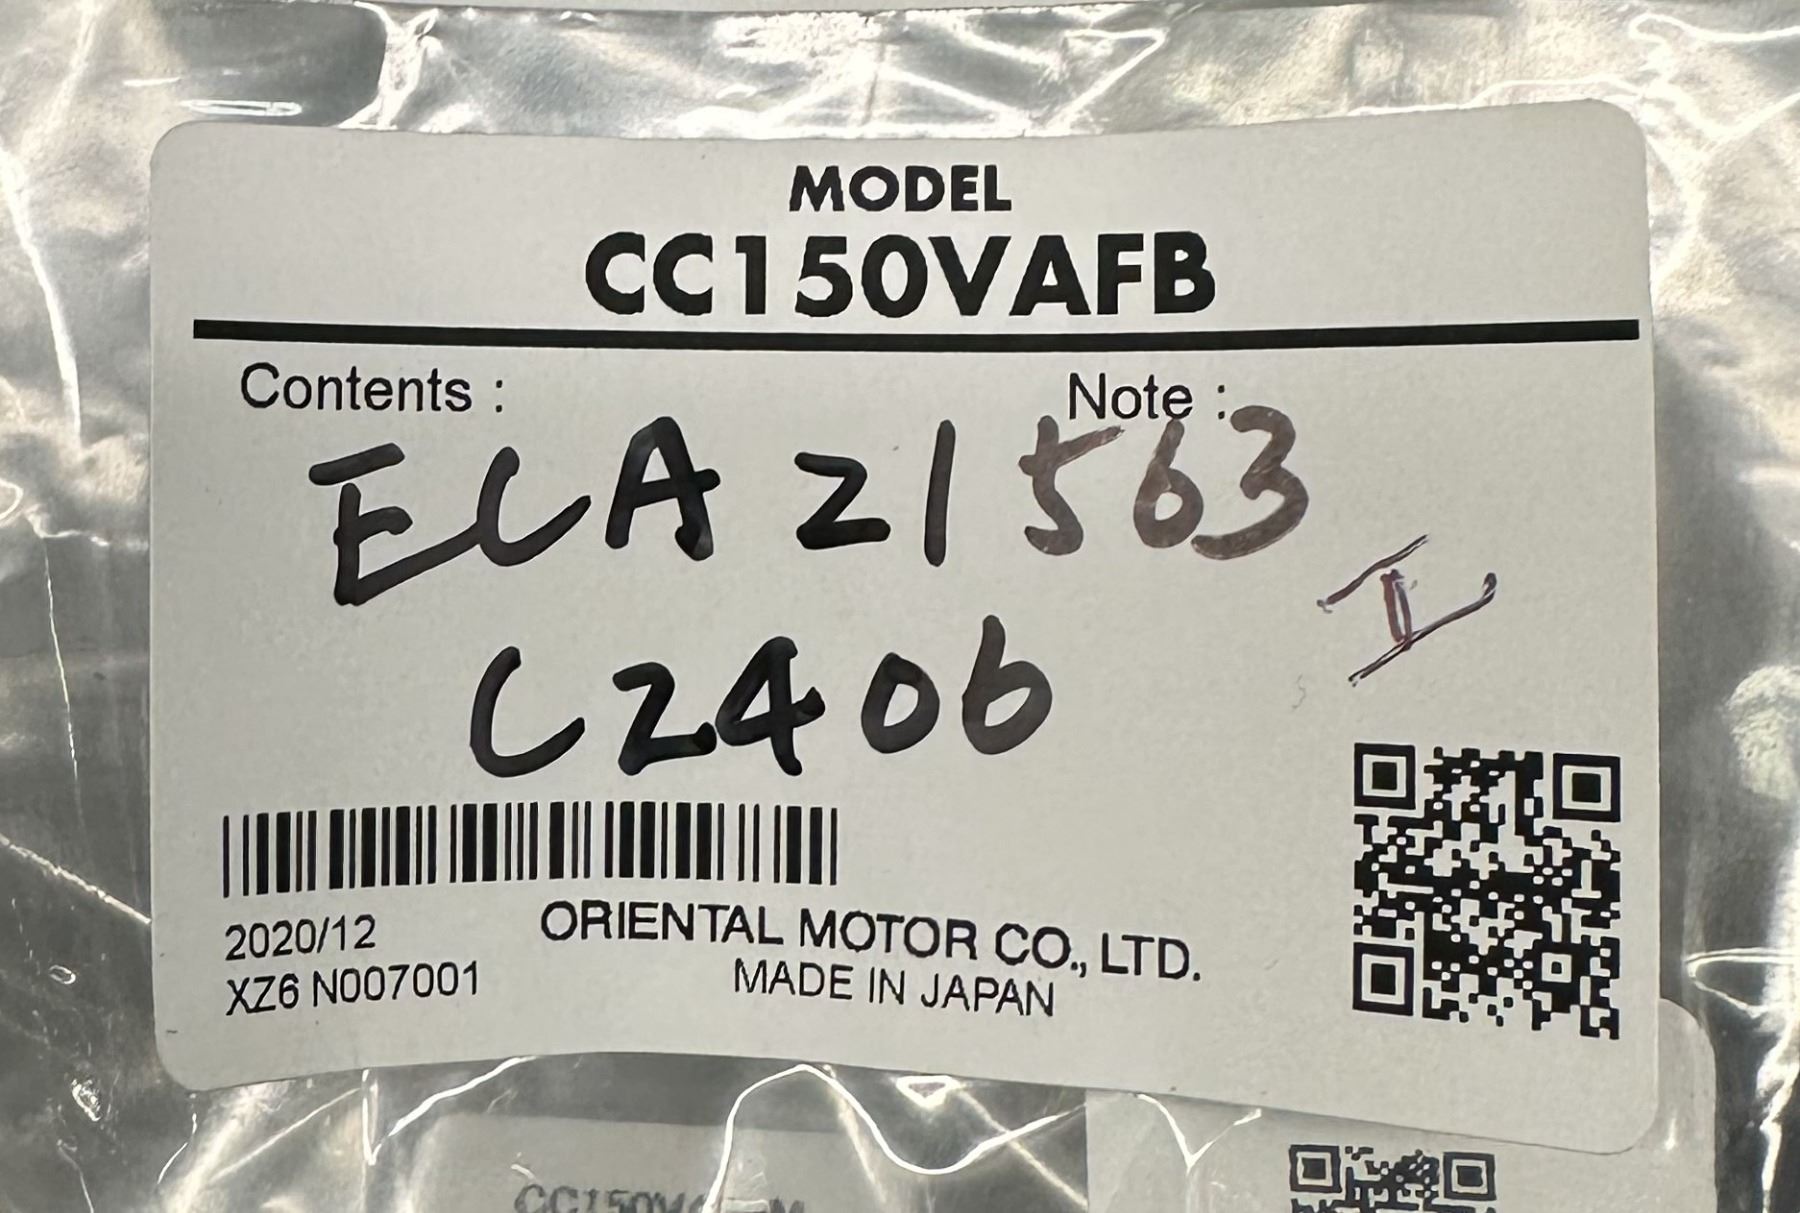 MODEL
CC150VAFB
Contents :
Note :
ECA 21563
I
C2406
2020/12
XZ6 N007001
ORIENTAL MOTOR CO., LTD.
MADE IN JAPAN